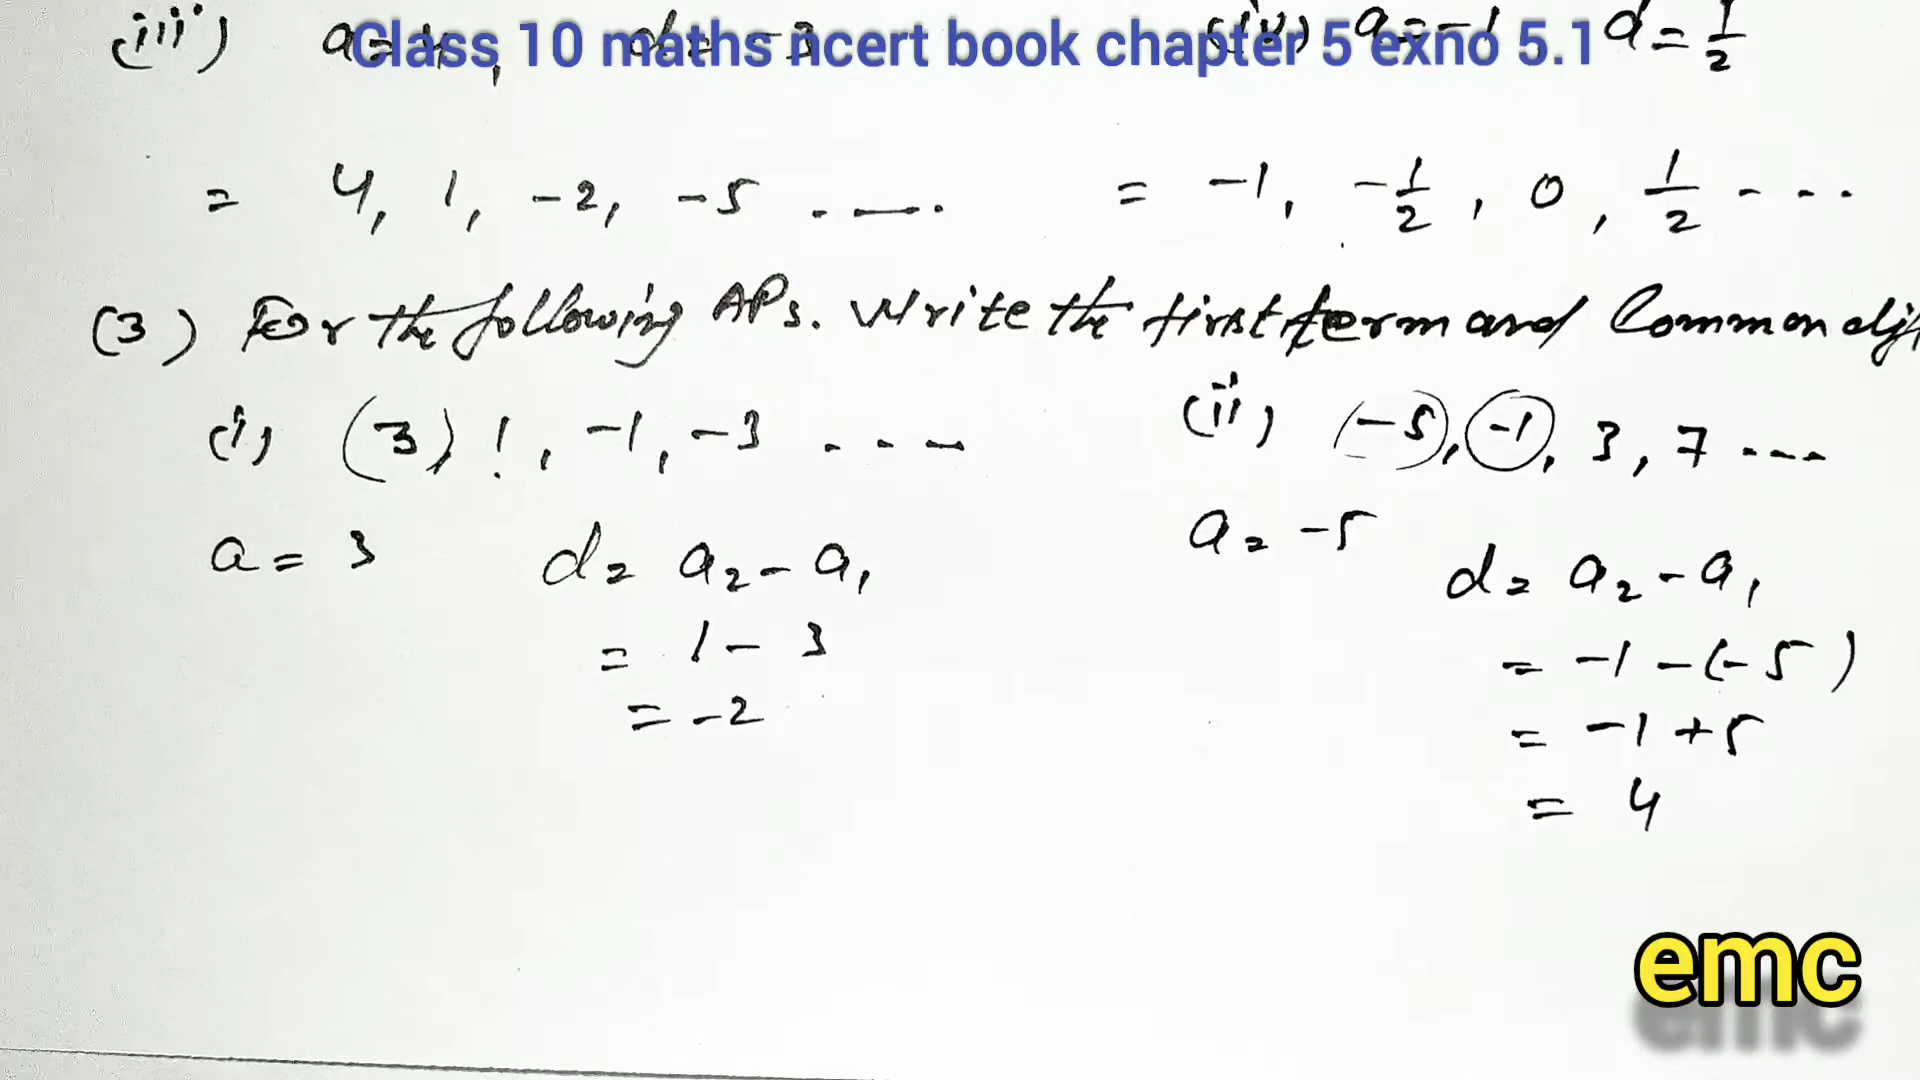 Class 10 maths ncert book chapter 5 exno 5.1
(iii) a = 4, d = -3 (iv) a = -1 d = 1/2
= 4, 1, -2, -5 ..... = -1, -1/2, 0, 1/2 ....
(3) For the following APs. Write the first term and Common dif
(i) (3) 1, -1, -3 .... (ii) (-5), (-1), 3, 7 ....
a = 3 d = a2 - a1 a = -5 d = a2 - a1
= 1 - 3 = -1 - (-5)
= -2 = -1 + 5
= 4
emc